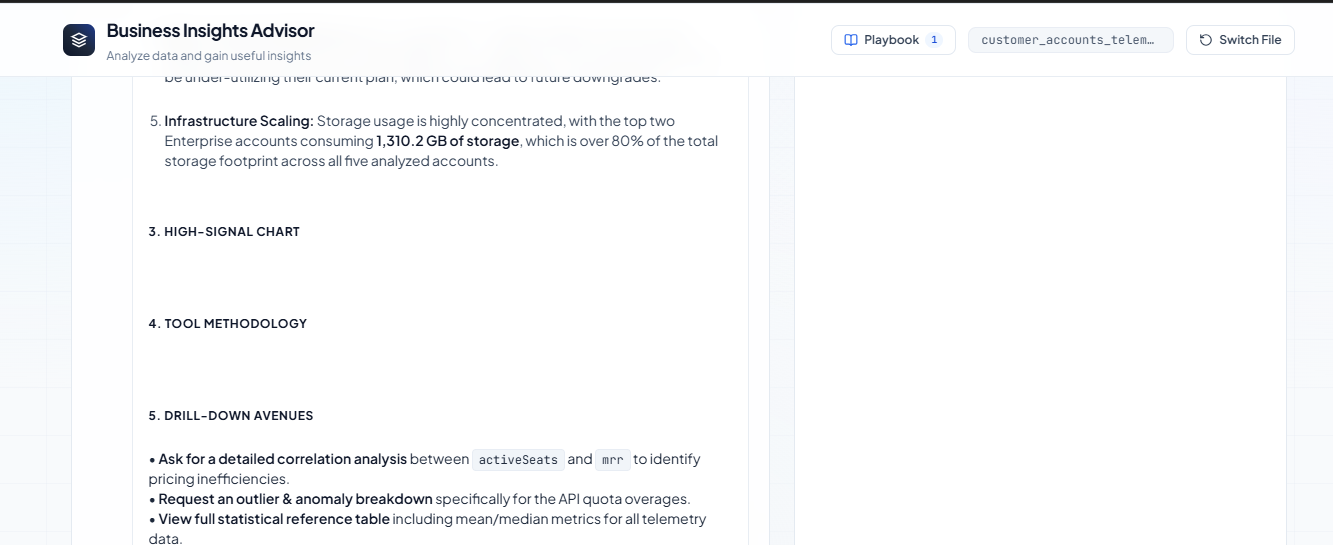 Business Insights Advisor
Analyze data and gain useful insights
Playbook 1
customer_accounts_telem…
Switch File
be under-utilizing their current plan, which could lead to future downgrades.
5. Infrastructure Scaling: Storage usage is highly concentrated, with the top two
Enterprise accounts consuming 1,310.2 GB of storage, which is over 80% of the total
storage footprint across all five analyzed accounts.
3. HIGH-SIGNAL CHART
4. TOOL METHODOLOGY
5. DRILL-DOWN AVENUES
• Ask for a detailed correlation analysis between activeSeats and mrr to identify
pricing inefficiencies.
• Request an outlier & anomaly breakdown specifically for the API quota overages.
• View full statistical reference table including mean/median metrics for all telemetry
data.